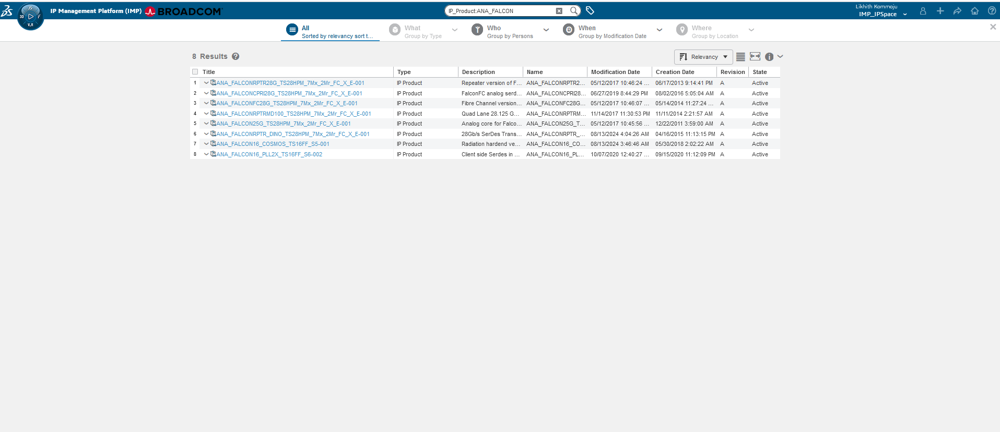 3D
V.R
IP Management Platform (IMP) BROADCOM
IP_Product:ANA_FALCON
Likhith Kommoju
IMP_IPSpace
All
Sorted by relevancy sort t...
What
Group by Type
Who
Group by Persons
When
Group by Modification Date
Where
Group by Location
8 Results
Relevancy
Title Type Description Name Modification Date Creation Date Revision State
1 ANA_FALCONRPTR28G_TS28HPM_7Mx_2Mr_FC_X_E-001 IP Product Repeater version of F... ANA_FALCONRPTR2... 05/12/2017 10:46:24 ... 06/17/2013 9:14:41 PM A Active
2 ANA_FALCONCPRI28G_TS28HPM_7Mx_2Mr_FC_X_E-001 IP Product FalconFC analog serd... ANA_FALCONCPRI28... 06/27/2019 8:44:29 PM 08/02/2016 5:05:04 AM A Active
3 ANA_FALCONFC28G_TS28HPM_7Mx_2Mr_FC_X_E-001 IP Product Fibre Channel version... ANA_FALCONFC28G... 05/12/2017 10:46:07 ... 05/14/2014 11:27:24 ... A Active
4 ANA_FALCONRPTRMD100_TS28HPM_7Mx_2Mr_FC_X_E-001 IP Product Quad Lane 28.125 G... ANA_FALCONRPTRM... 11/14/2017 11:30:53 PM 11/11/2014 2:21:57 AM A Active
5 ANA_FALCON25G_TS28HPM_7Mx_2Mr_FC_X_E-001 IP Product Analog core for Falco... ANA_FALCON25G_T... 05/12/2017 10:45:56 ... 12/22/2011 3:59:00 AM A Active
6 ANA_FALCONRPTR_DINO_TS28HPM_7Mx_2Mr_FC_X_E-001 IP Product 28Gb/s SerDes Trans... ANA_FALCONRPTR_... 08/13/2024 4:04:26 AM 04/16/2015 11:13:15 PM A Active
7 ANA_FALCON16_COSMOS_TS16FF_S5-001 IP Product Radiation hardend ve... ANA_FALCON16_CO... 08/13/2024 3:46:46 AM 05/30/2018 2:02:22 AM A Active
8 ANA_FALCON16_PLL2X_TS16FF_S6-002 IP Product Client side Serdes in ... ANA_FALCON16_PL... 10/07/2020 12:40:27 ... 09/15/2020 11:12:09 PM A Active